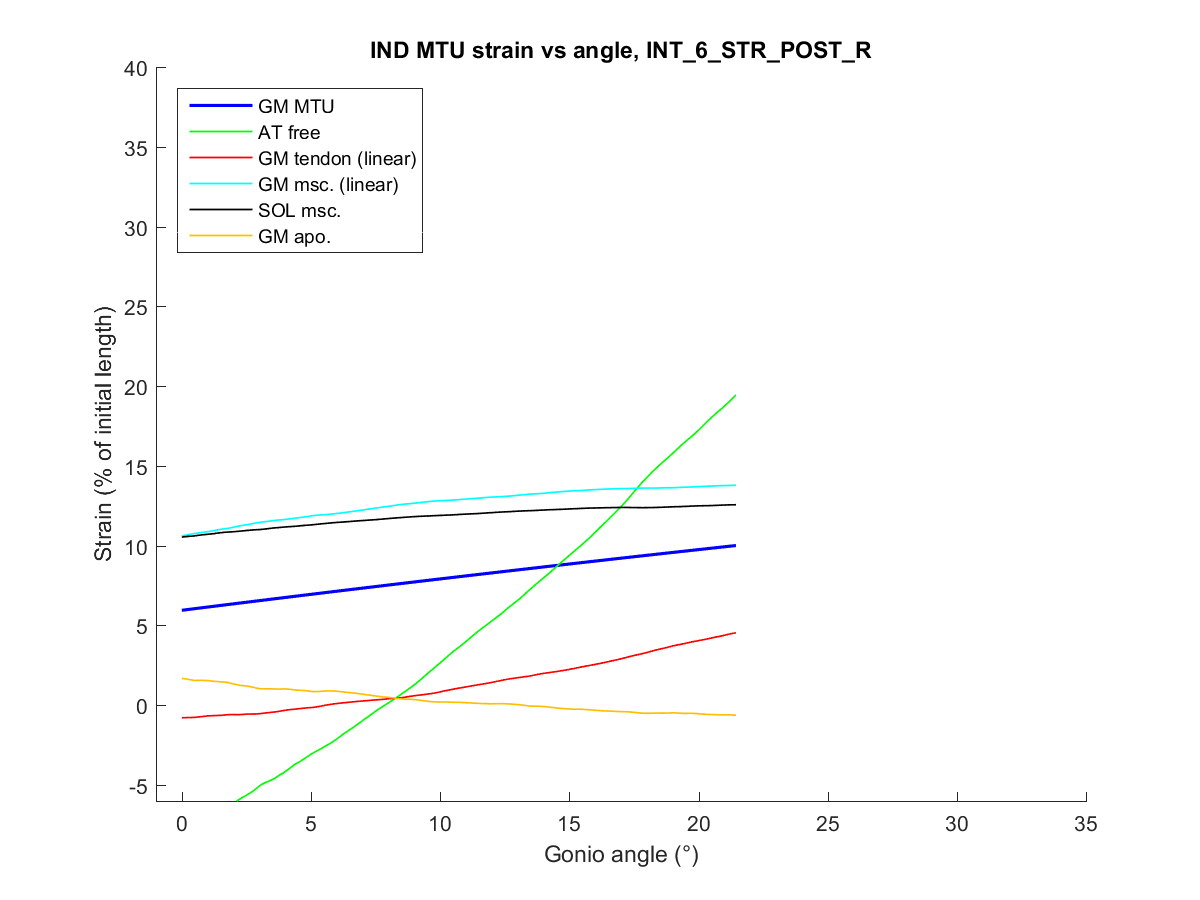 IND MTU strain vs angle, INT_6_STR_POST_R
40
35
30
25
20
15
10
5
0
-5
Strain (% of initial length)
GM MTU
AT free
GM tendon (linear)
GM msc. (linear)
SOL msc.
GM apo.
0 5 10 15 20 25 30 35
Gonio angle (°)